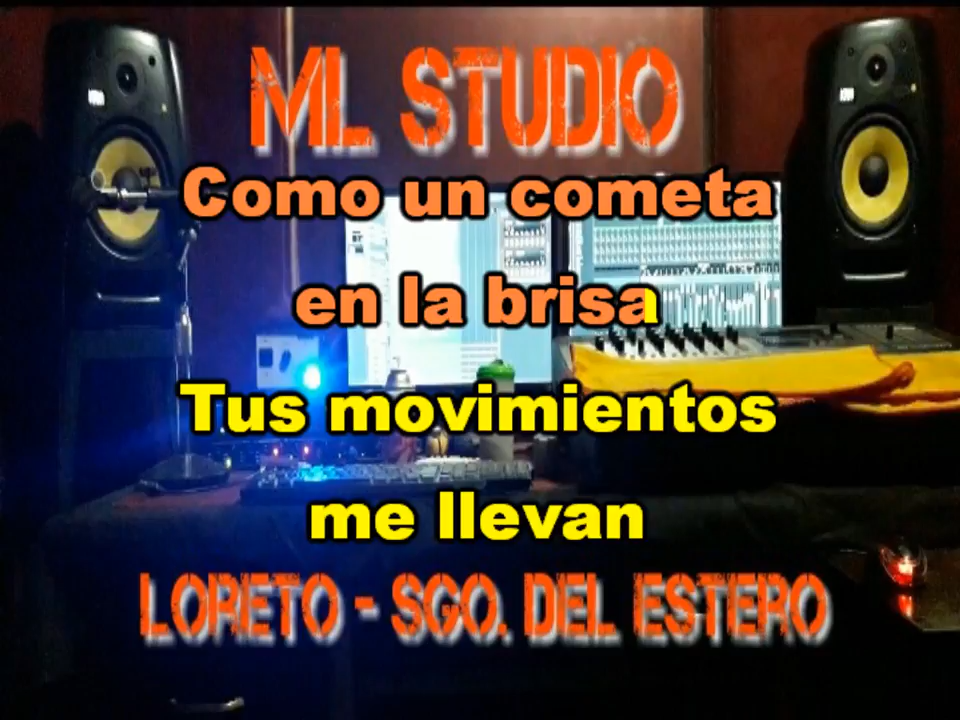 ML STUDIO
Como un cometa
en la brisa
Tus movimientos
me llevan
LORETO - SGO. DEL ESTERO